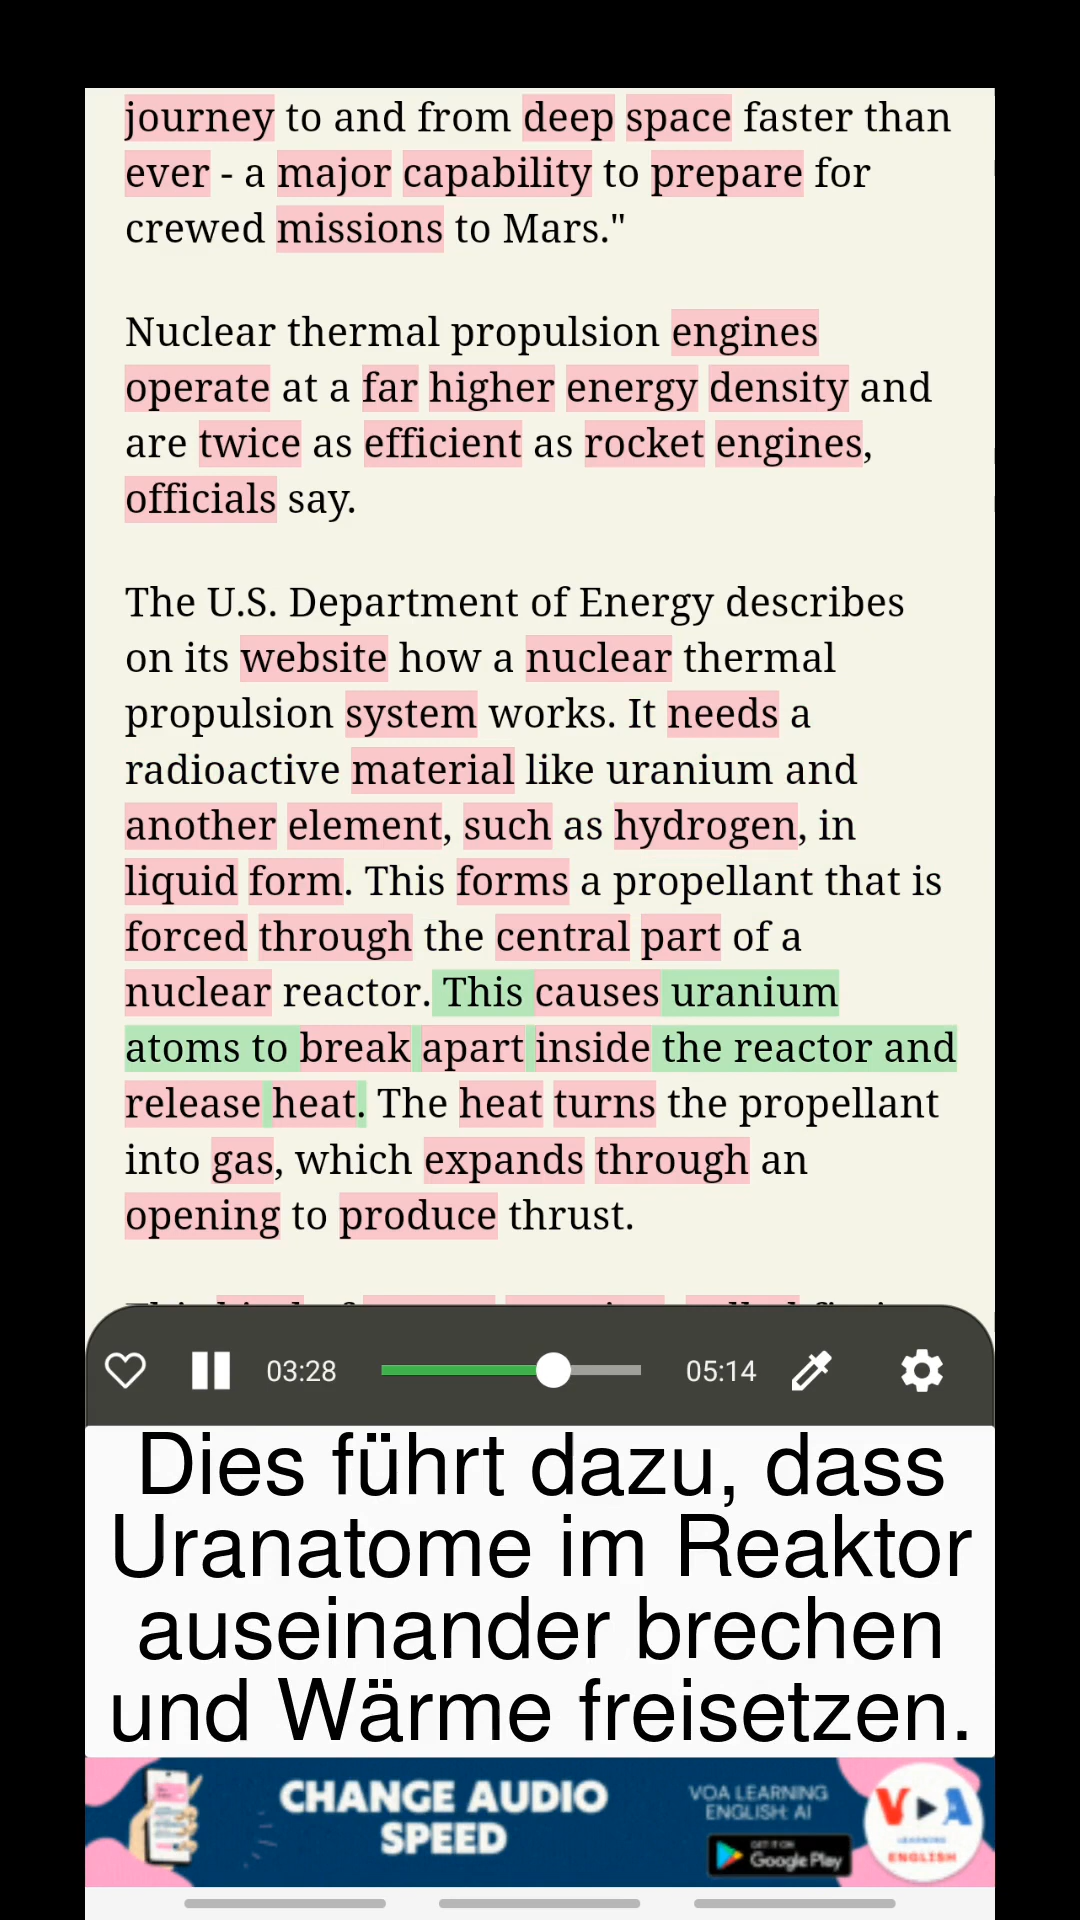 journey to and from deep space faster than
ever - a major capability to prepare for
crewed missions to Mars."
Nuclear thermal propulsion engines
operate at a far higher energy density and
are twice as efficient as rocket engines,
officials say.
The U.S. Department of Energy describes
on its website how a nuclear thermal
propulsion system works. It needs a
radioactive material like uranium and
another element, such as hydrogen, in
liquid form. This forms a propellant that is
forced through the central part of a
nuclear reactor. This causes uranium
atoms to break apart inside the reactor and
release heat. The heat turns the propellant
into gas, which expands through an
opening to produce thrust.
03:28 05:14
Dies führt dazu, dass
Uranatome im Reaktor
auseinander brechen
und Wärme freisetzen.
CHANGE AUDIO
SPEED
VOA LEARNING
ENGLISH: AI
GET IT ON
Google Play
VOA
LEARNING
ENGLISH